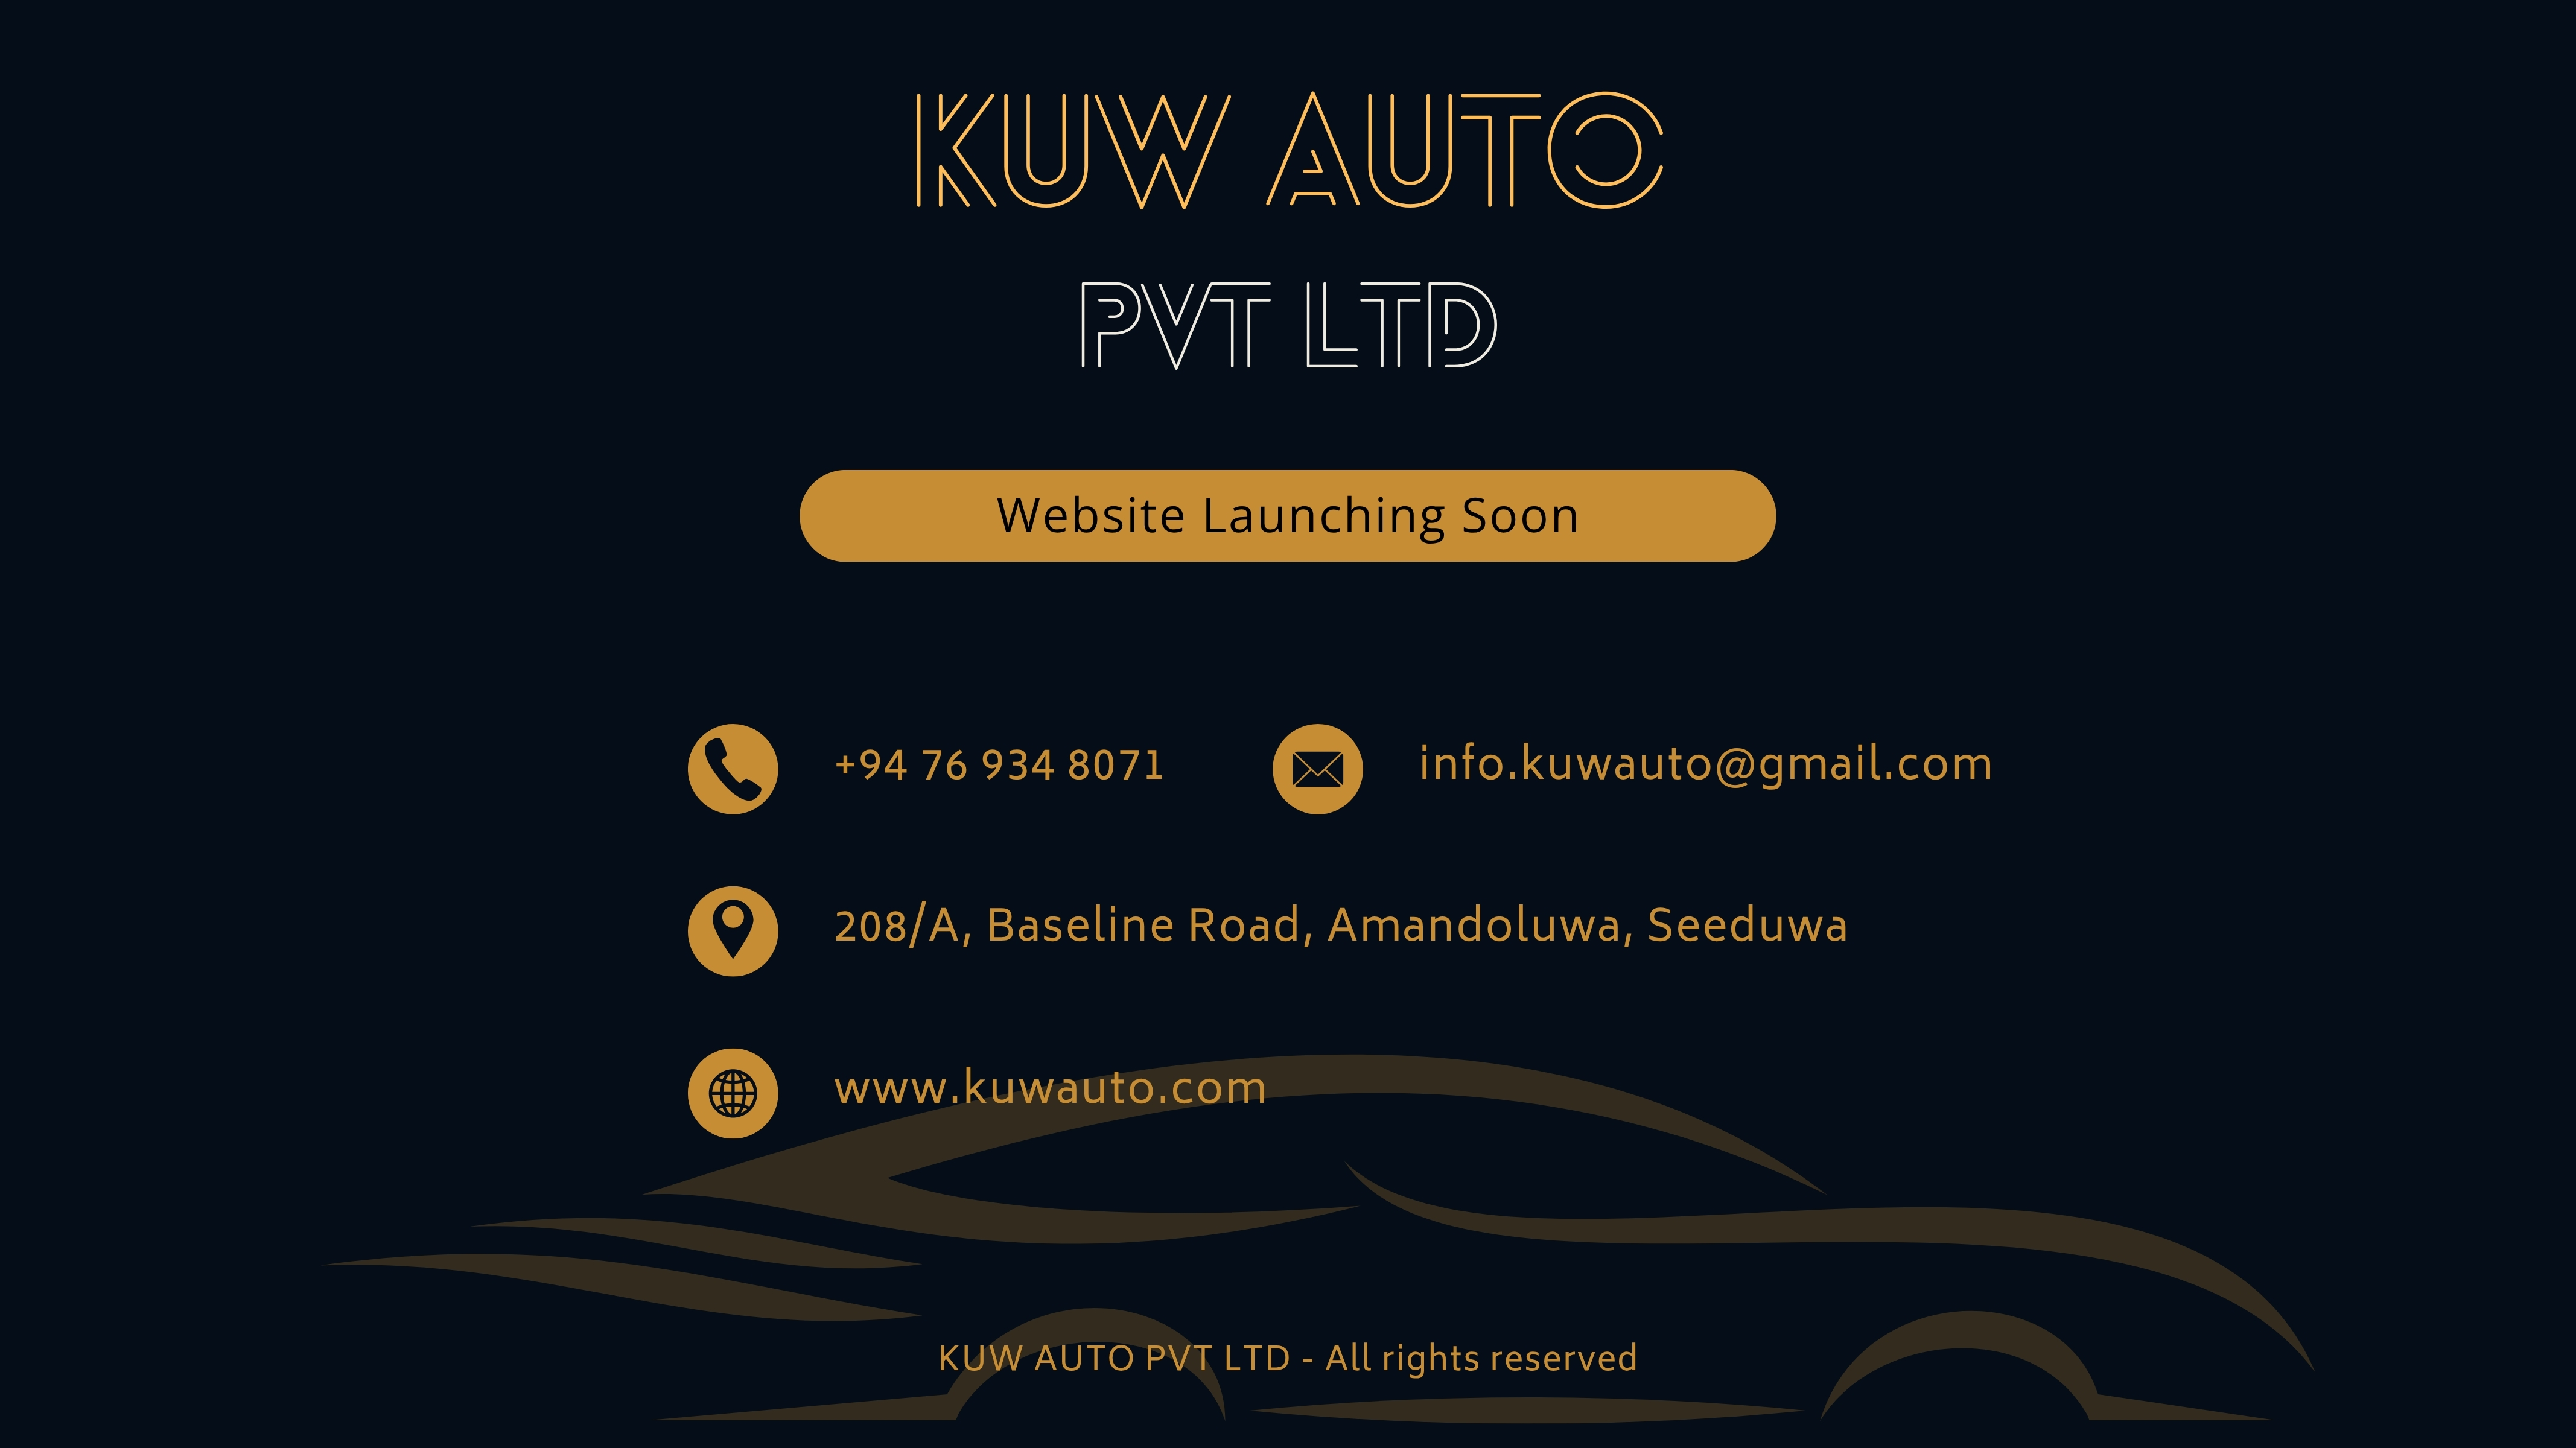 KUW AUTO
PVT LTD
Website Launching Soon
+94 76 934 8071
info.kuwauto@gmail.com
208/A, Baseline Road, Amandoluwa, Seeduwa
www.kuwauto.com
KUW AUTO PVT LTD - All rights reserved